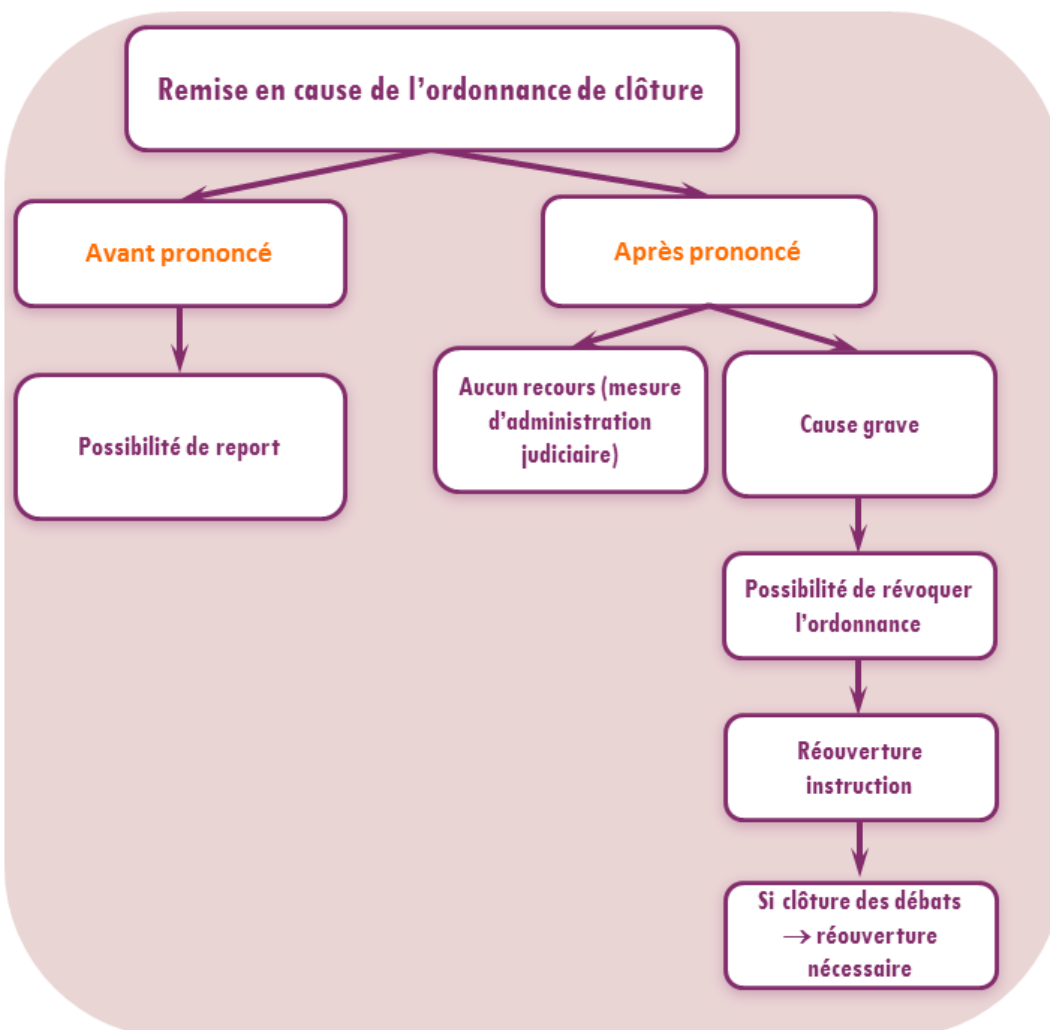 Remise en cause de l'ordonnance de clôture
Avant prononcé
Après prononcé
Possibilité de report
Aucun recours (mesure
d'administration
judiciaire)
Cause grave
Possibilité de révoquer
l'ordonnance
Réouverture
instruction
Si clôture des débats
→ réouverture
nécessaire